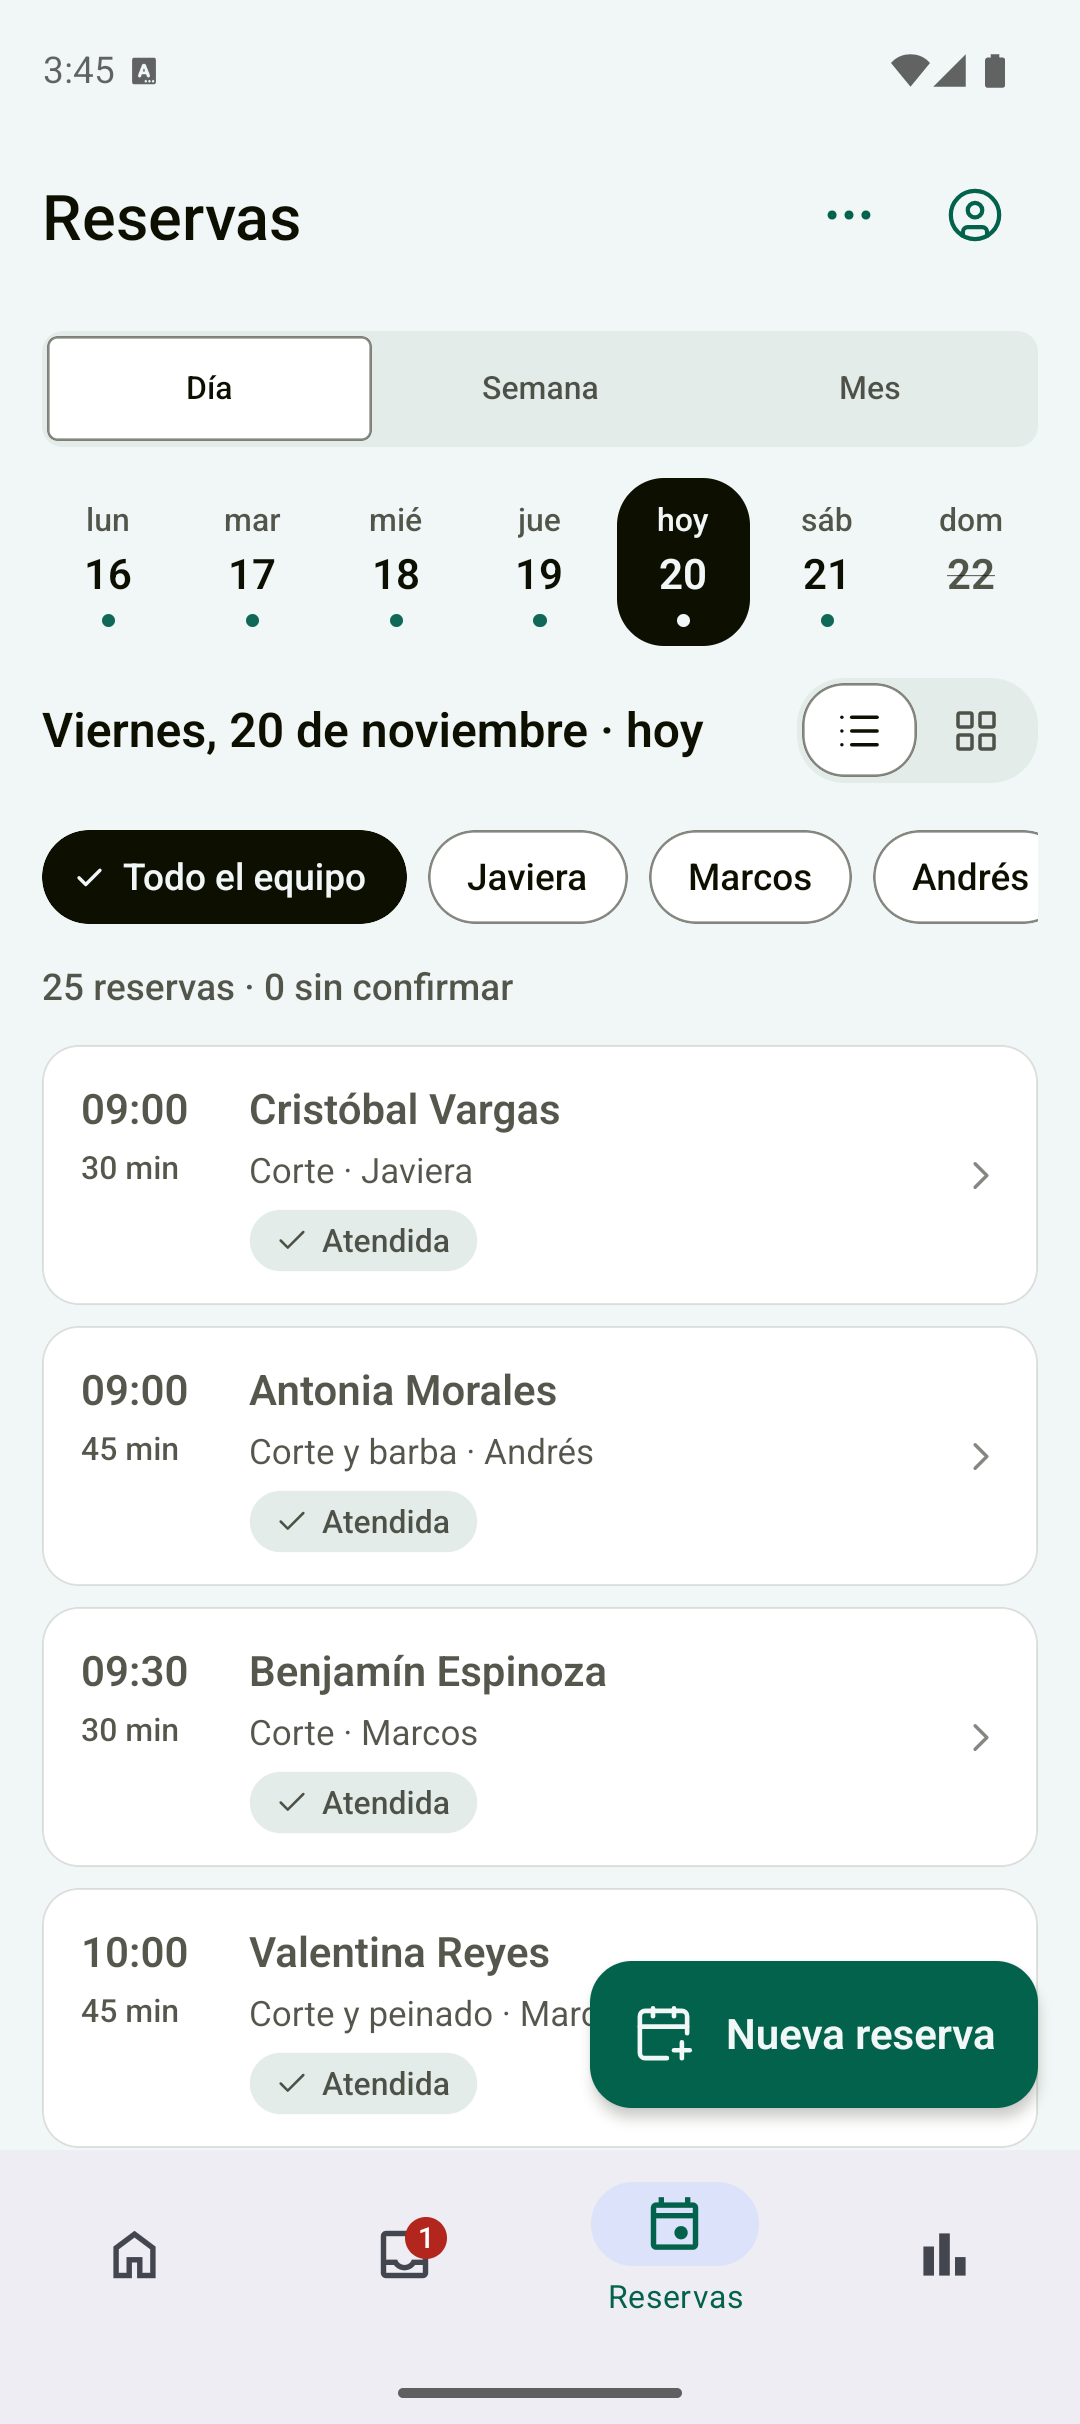 3:45
Reservas
Día Semana Mes
lun mar mié jue hoy sáb dom
16 17 18 19 20 21 22
Viernes, 20 de noviembre · hoy
Todo el equipo Javiera Marcos Andrés
25 reservas · 0 sin confirmar
09:00 Cristóbal Vargas
30 min Corte · Javiera
Atendida
09:00 Antonia Morales
45 min Corte y barba · Andrés
Atendida
09:30 Benjamín Espinoza
30 min Corte · Marcos
Atendida
10:00 Valentina Reyes
45 min Corte y peinado ·
Atendida
Nueva reserva
1
Reservas